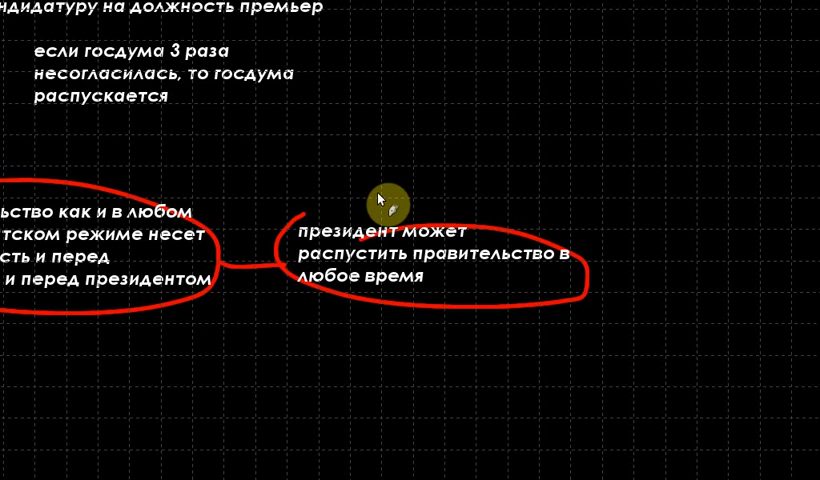 ндидатуру на должность премьер
если госдума 3 раза
несогласилась, то госдума
распускается
ьство как и в любом
тском режиме несет
сть и перед
и перед президентом
президент может
распустить правительство в
любое время